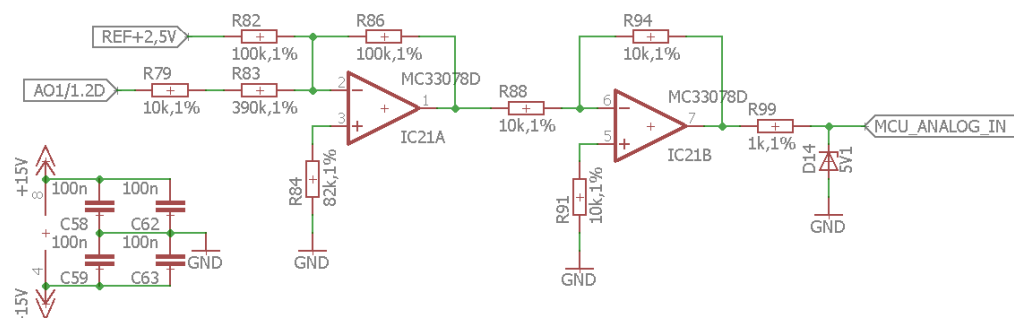 REF+2,5V
R82
100k,1%
R86
100k,1%
R94
10k,1%
AO1/1.2D
R79
10k,1%
R83
390k,1%
2
3
1
MC33078D
IC21A
R88
10k,1%
6
5
7
MC33078D
IC21B
R99
1k,1%
MCU_ANALOG_IN
R84
82k,1%
GND
R91
10k,1%
GND
D14
5V1
GND
+15V
8
100n
100n
C58
C62
100n
100n
GND
4
C59
C63
-15V